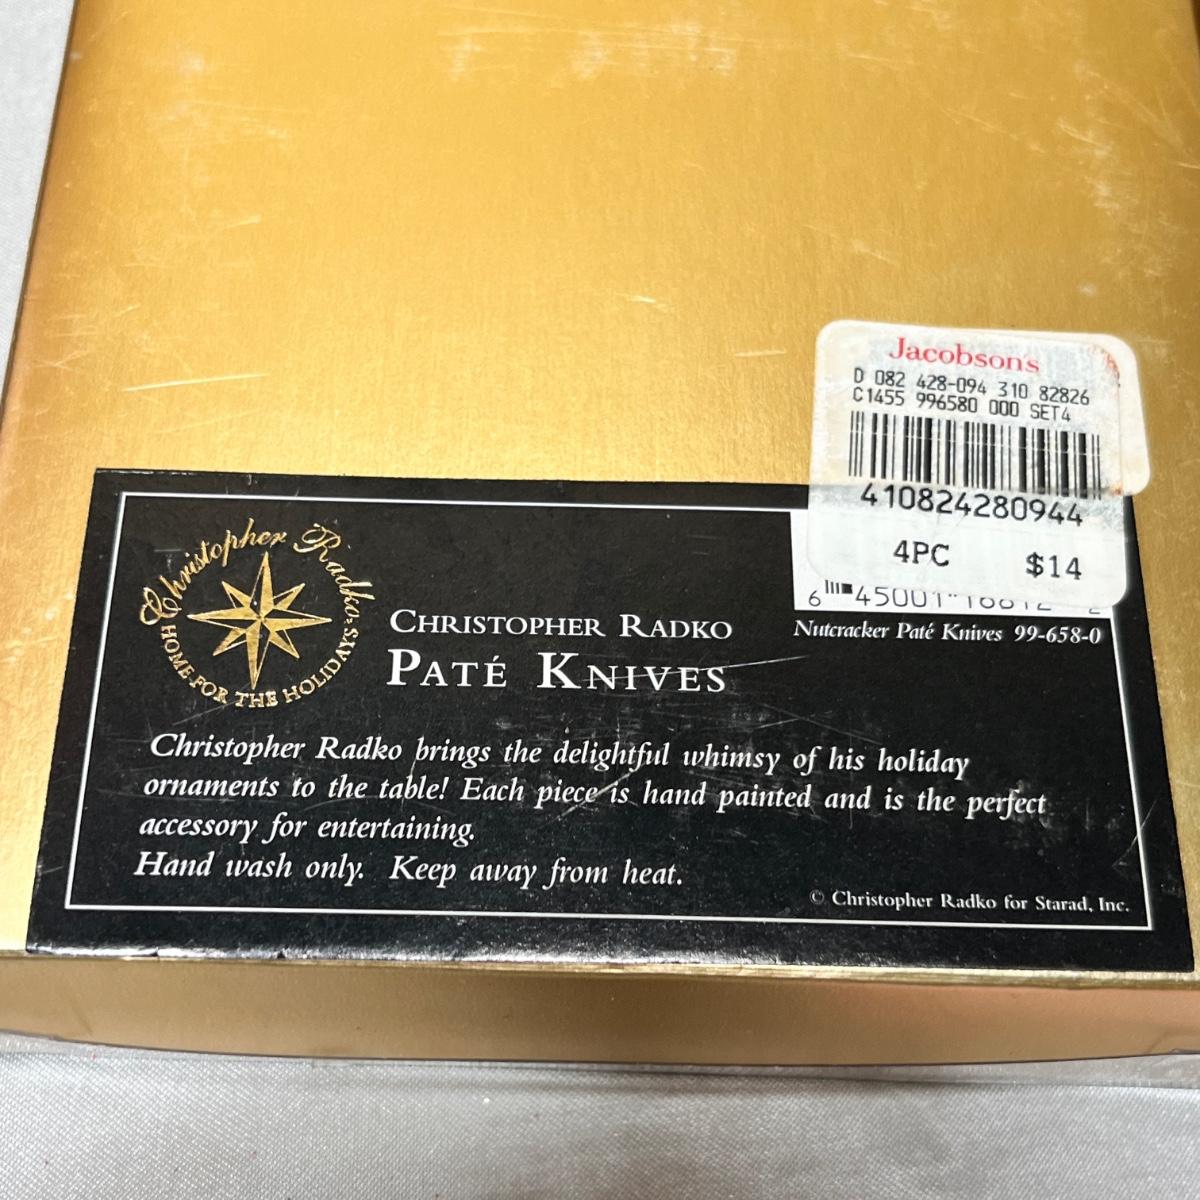 Jacobson's
D 082 428-094 310 82826
C1455 996580 000 SET4
410824280944
4PC $14
6 45001
Nutcracker Paté Knives 99-658-0
Christopher Radko
HOME FOR THE HOLIDAYS
CHRISTOPHER RADKO
PATÉ KNIVES
Christopher Radko brings the delightful whimsy of his holiday
ornaments to the table! Each piece is hand painted and is the perfect
accessory for entertaining.
Hand wash only. Keep away from heat.
© Christopher Radko for Starad, Inc.